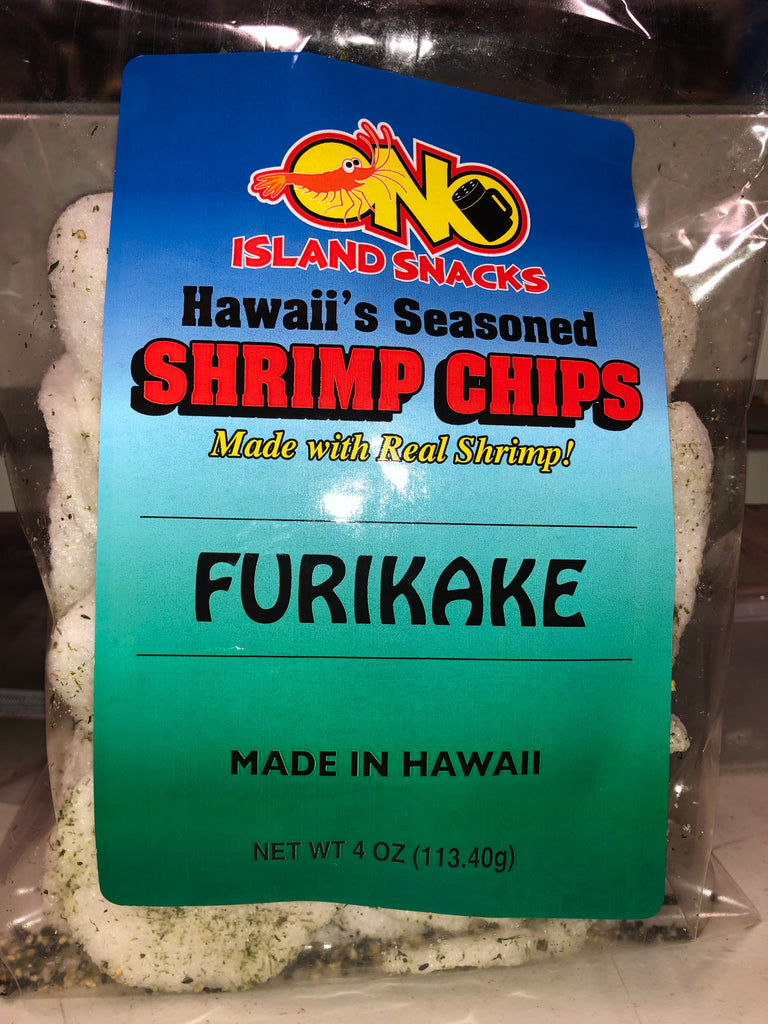 ONO
ISLAND SNACKS
Hawaii's Seasoned
SHRIMP CHIPS
Made with Real Shrimp!
FURIKAKE
MADE IN HAWAII
NET WT 4 OZ (113.40g)